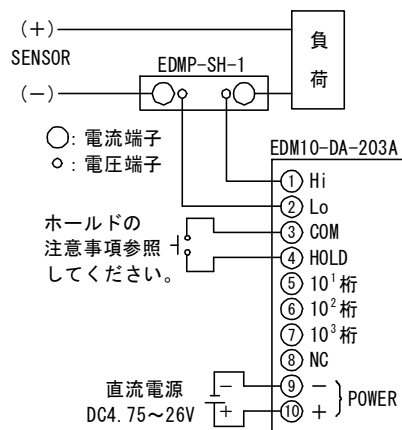 (+)
SENSOR
(−)
EDMP-SH-1
負
荷
○: 電流端子
○: 電圧端子
EDM10-DA-203A
① Hi
② Lo
③ COM
④ HOLD
⑤ 10¹桁
⑥ 10²桁
⑦ 10³桁
⑧ NC
⑨ −
⑩ +
POWER
ホールドの
注意事項参照
してください。
直流電源
DC4.75～26V
−
+